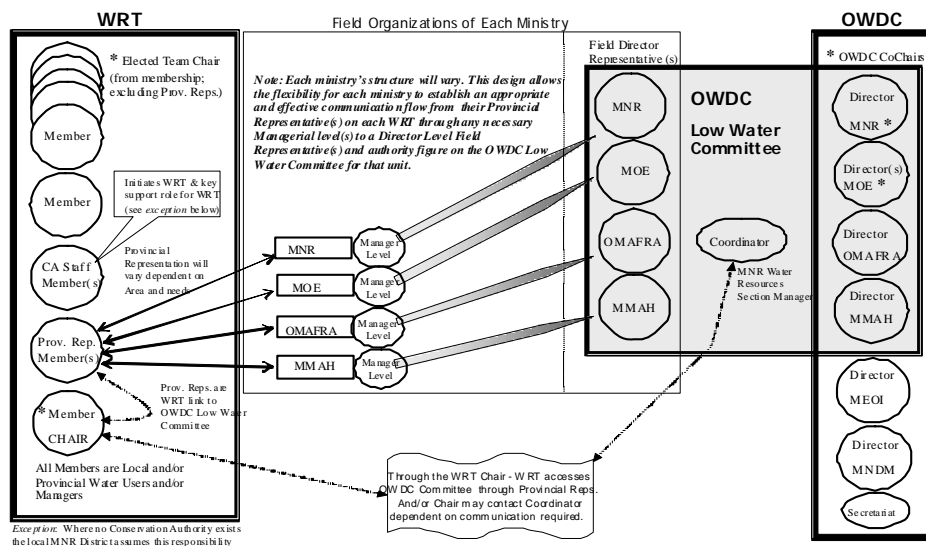 WRT
* Elected Team Chair
(from membership;
excluding Prov. Reps.)
Member
Member
Initiates WRT & key
support role for WRT
(see exception below)
CA Staff
Member(s)
Provincial
Representation will
vary dependent on
Area and needs
Prov. Rep.
Member(s)
Prov. Reps. are
WRT link to
OWDC Low Water
Committee
* Member
CHAIR
All Members are Local and/or
Provincial Water Users and/or
Managers
Exception: Where no Conservation Authority exists
the local MNR District assumes this responsibility
Field Organizations of Each Ministry
Note: Each ministry's structure will vary. This design allows
the flexibility for each ministry to establish an appropriate
and effective communication flow from their Provincial
Representative(s) on each WRT through any necessary
Managerial level(s) to a Director Level Field
Representative(s) and authority figure on the OWDC Low
Water Committee for that unit.
MNR
Manager
Level
MOE
Manager
Level
OMAFRA
Manager
Level
MMAH
Manager
Level
Field Director
Representative (s)
MNR
MOE
OMAFRA
MMAH
OWDC
Low Water
Committee
Coordinator
MNR Water
Resources
Section Manager
Through the WRT Chair - WRT accesses
OWDC Committee through Provincial Reps.
And/or Chair may contact Coordinator
dependent on communication required.
OWDC
* OWDC CoChairs
Director
MNR *
Director(s)
MOE *
Director
OMAFRA
Director
MMAH
Director
MEOI
Director
MNDM
Secretariat